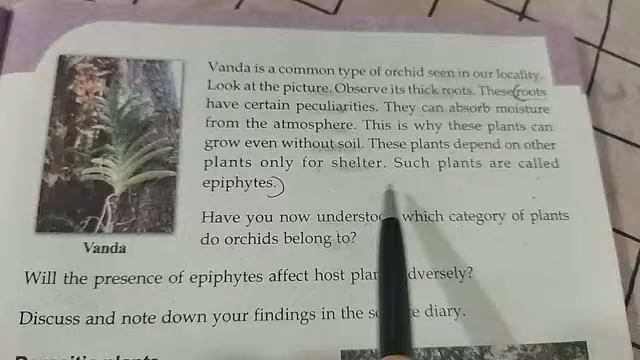 Vanda is a common type of orchid seen in our locality.
Look at the picture. Observe its thick roots. These roots
have certain peculiarities. They can absorb moisture
from the atmosphere. This is why these plants can
grow even without soil. These plants depend on other
plants only for shelter. Such plants are called
epiphytes.
Have you now understood which category of plants
do orchids belong to?
Vanda
Will the presence of epiphytes affect host adversely?
Discuss and note down your findings in the diary.